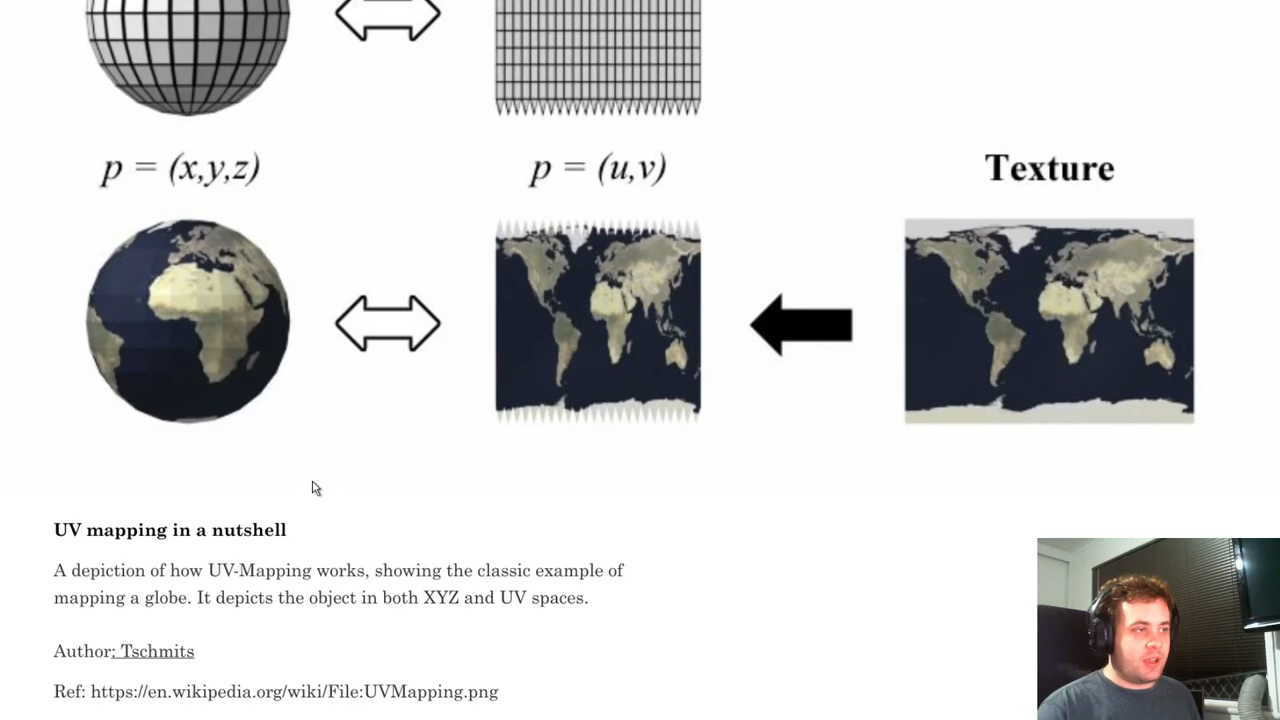 p = (x,y,z) p = (u,v) Texture
UV mapping in a nutshell
A depiction of how UV-Mapping works, showing the classic example of
mapping a globe. It depicts the object in both XYZ and UV spaces.
Author: Tschmits
Ref: https://en.wikipedia.org/wiki/File:UVMapping.png